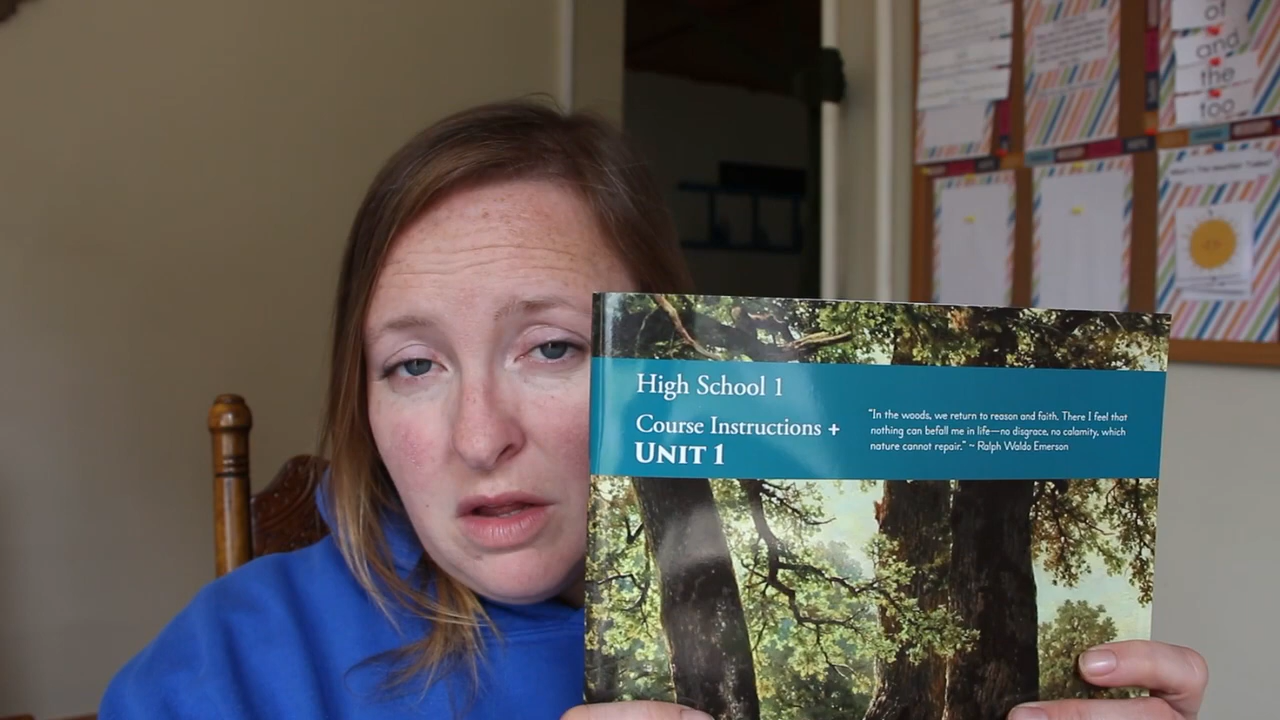 of
and
the
too
High School 1
Course Instructions +
UNIT 1
"In the woods, we return to reason and faith. There I feel that
nothing can befall me in life—no disgrace, no calamity, which
nature cannot repair." ~ Ralph Waldo Emerson